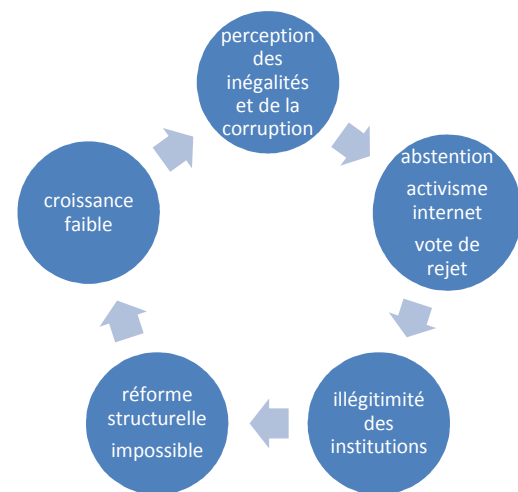 perception
des
inégalités
et de la
corruption
abstention
activisme
internet
vote de
rejet
illégitimité
des
institutions
réforme
structurelle
impossible
croissance
faible